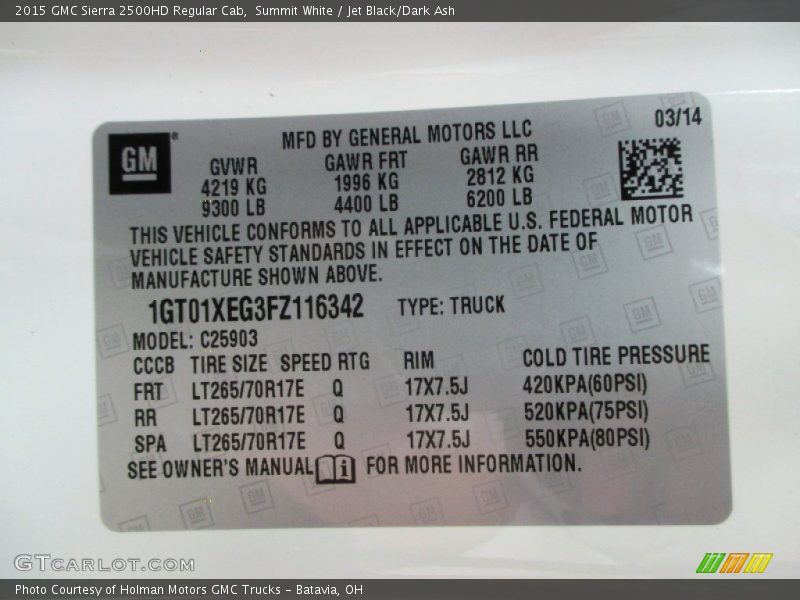 2015 GMC Sierra 2500HD Regular Cab,  Summit White / Jet Black/Dark Ash
03/14
GM®
MFD BY GENERAL MOTORS LLC
GVWR GAWR FRT GAWR RR
4219 KG 1996 KG 2812 KG
9300 LB 4400 LB 6200 LB
THIS VEHICLE CONFORMS TO ALL APPLICABLE U.S. FEDERAL MOTOR
VEHICLE SAFETY STANDARDS IN EFFECT ON THE DATE OF
MANUFACTURE SHOWN ABOVE.
1GT01XEG3FZ116342 TYPE: TRUCK
MODEL: C25903
CCCB TIRE SIZE SPEED RTG RIM COLD TIRE PRESSURE
FRT LT265/70R17E Q 17X7.5J 420KPA(60PSI)
RR LT265/70R17E Q 17X7.5J 520KPA(75PSI)
SPA LT265/70R17E Q 17X7.5J 550KPA(80PSI)
SEE OWNER'S MANUAL i FOR MORE INFORMATION.
GTCARLOT.COM
Photo Courtesy of Holman Motors GMC Trucks - Batavia, OH